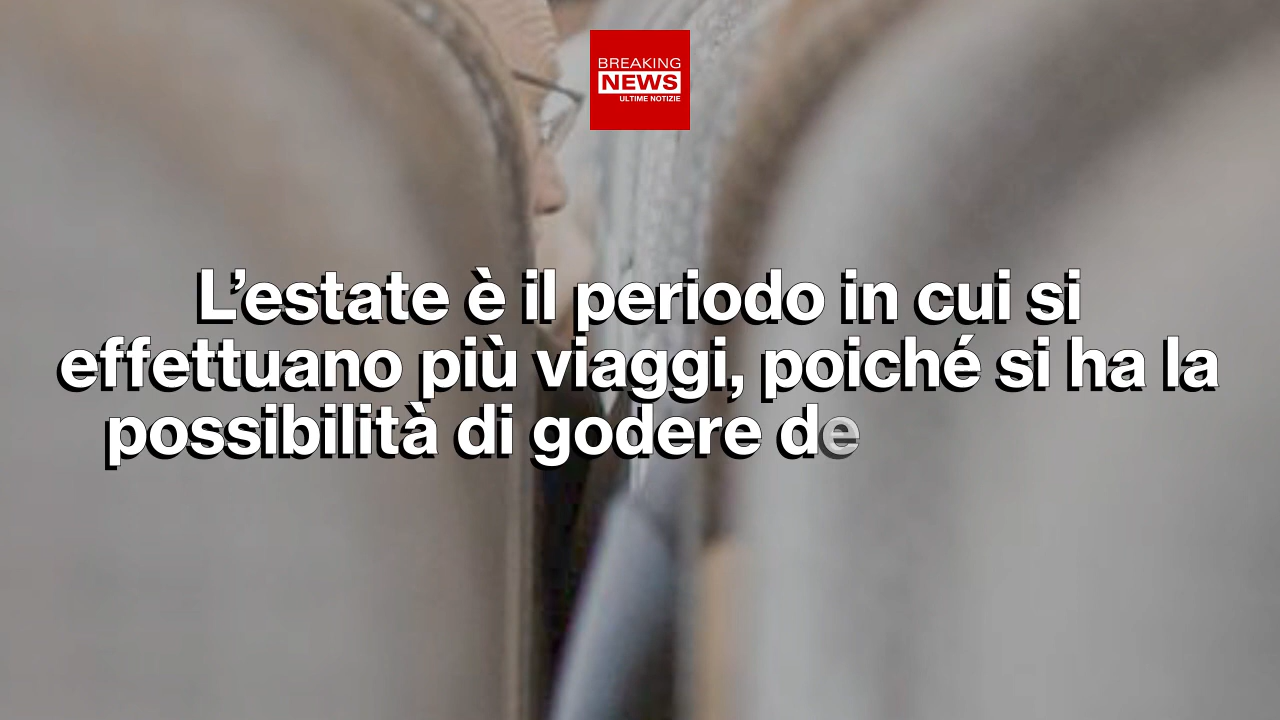 BREAKING
NEWS
ULTIME NOTIZIE
L’estate è il periodo in cui si
effettuano più viaggi, poiché si ha la
possibilità di godere de